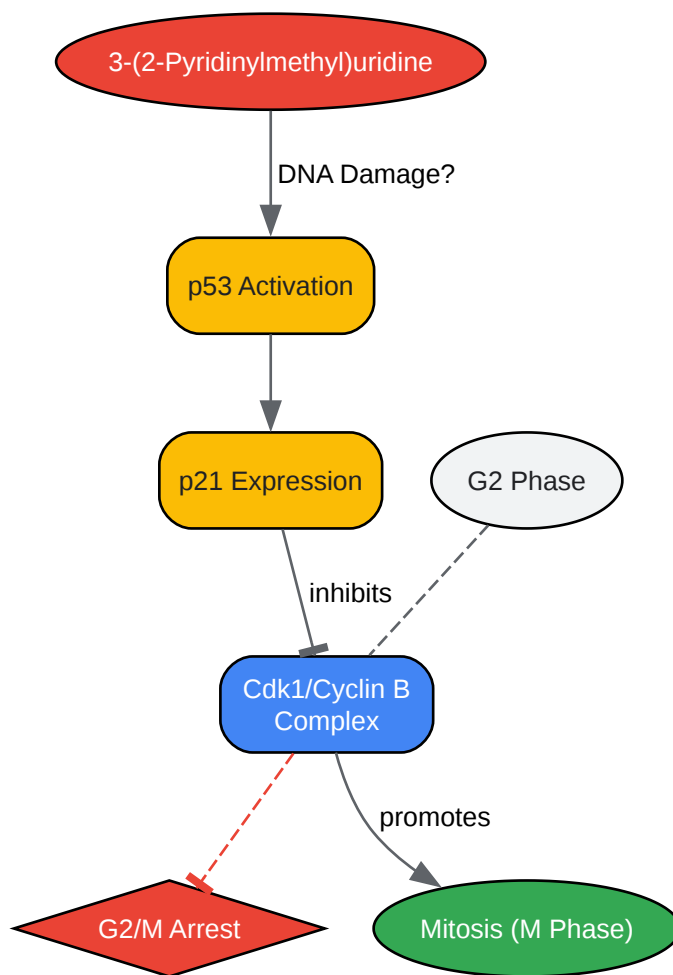 3-(2-Pyridinylmethyl)uridine
DNA Damage?
p53 Activation
p21 Expression
G2 Phase
inhibits
Cdk1/Cyclin B
Complex
promotes
G2/M Arrest
Mitosis (M Phase)